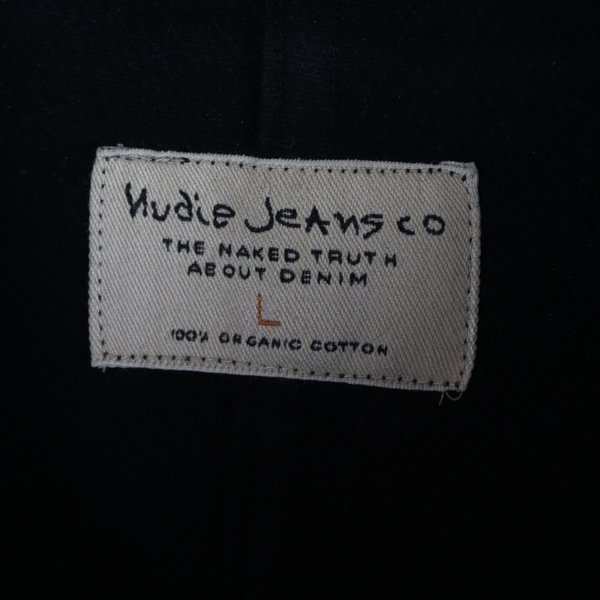 Nudie Jeans co
THE NAKED TRUTH
ABOUT DENIM
L
100% ORGANIC COTTON